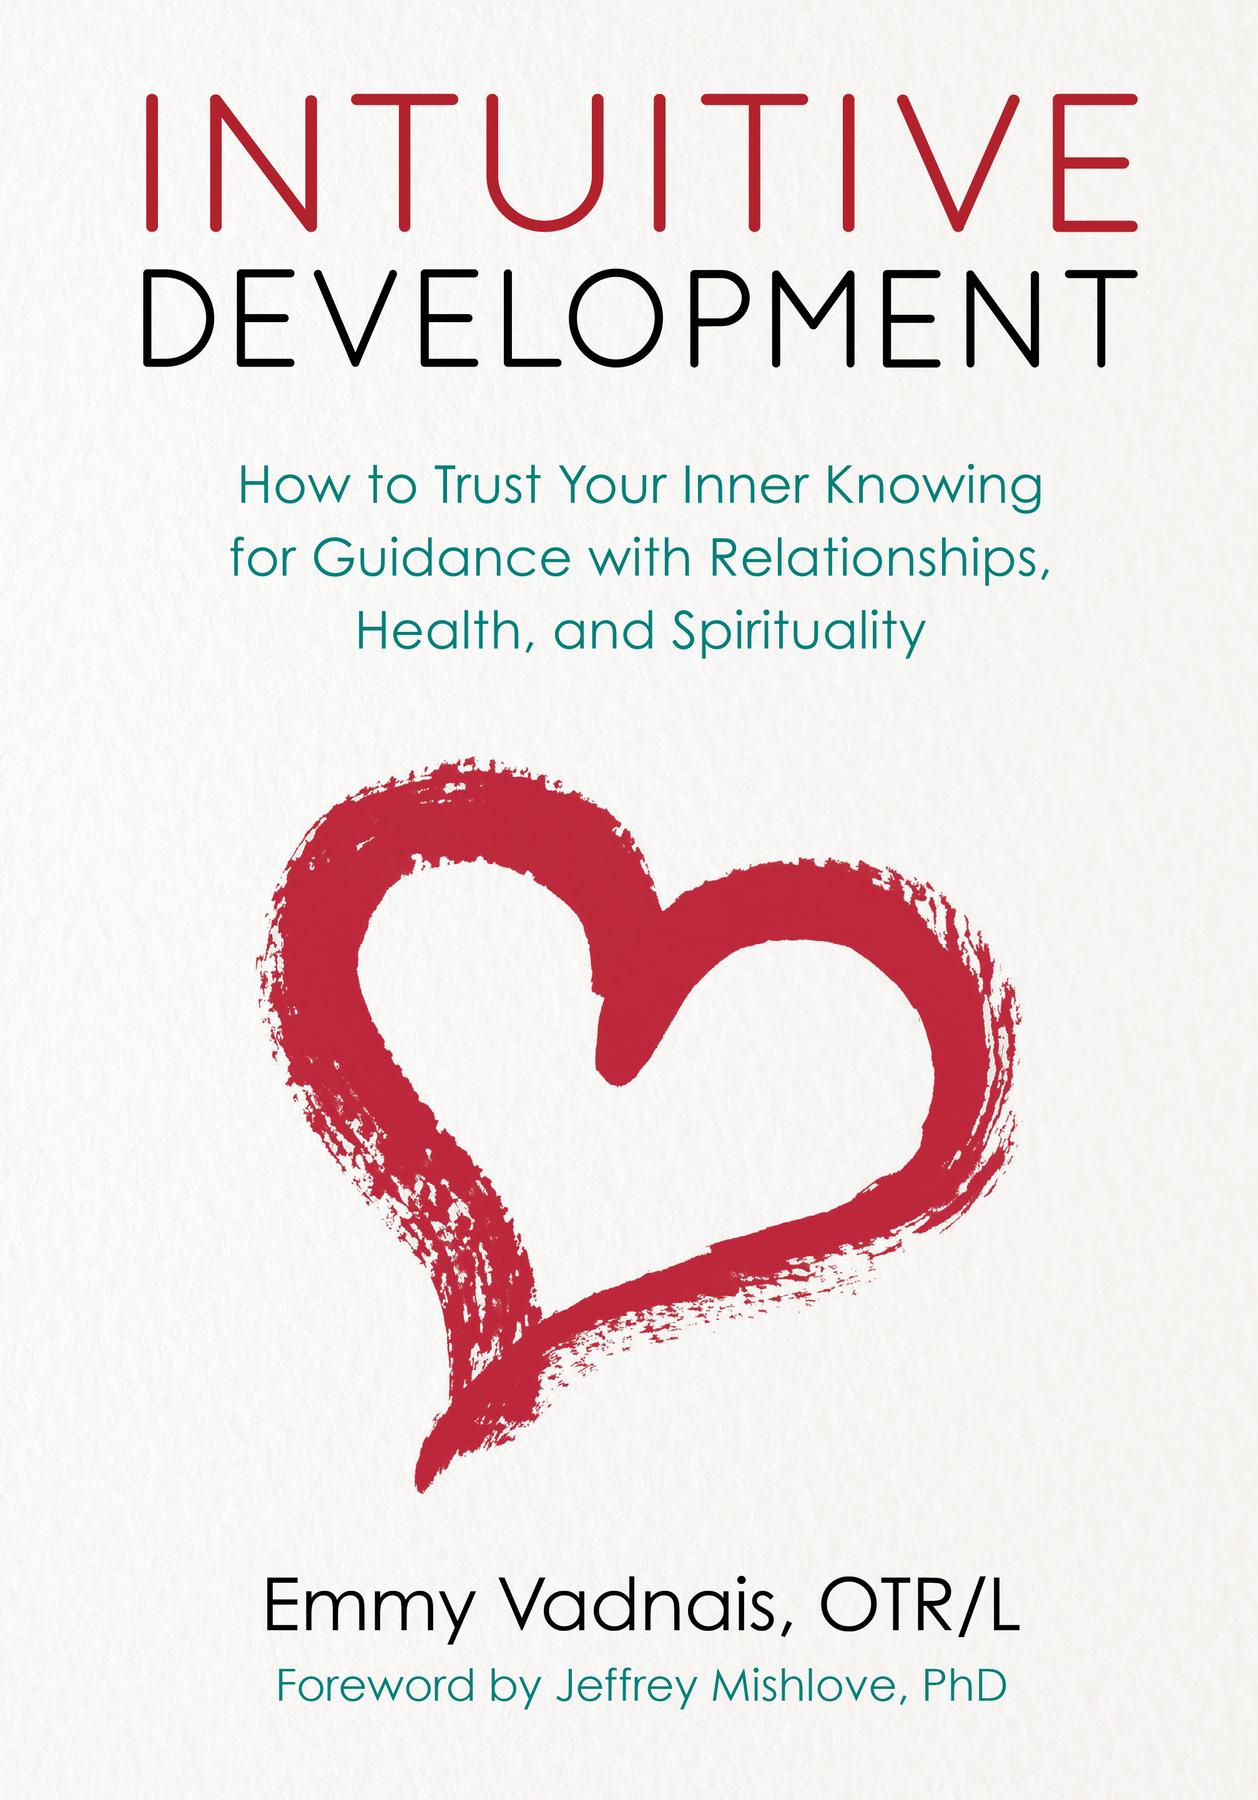 INTUITIVE
DEVELOPMENT
How to Trust Your Inner Knowing
for Guidance with Relationships,
Health, and Spirituality
Emmy Vadnais, OTR/L
Foreword by Jeffrey Mishlove, PhD